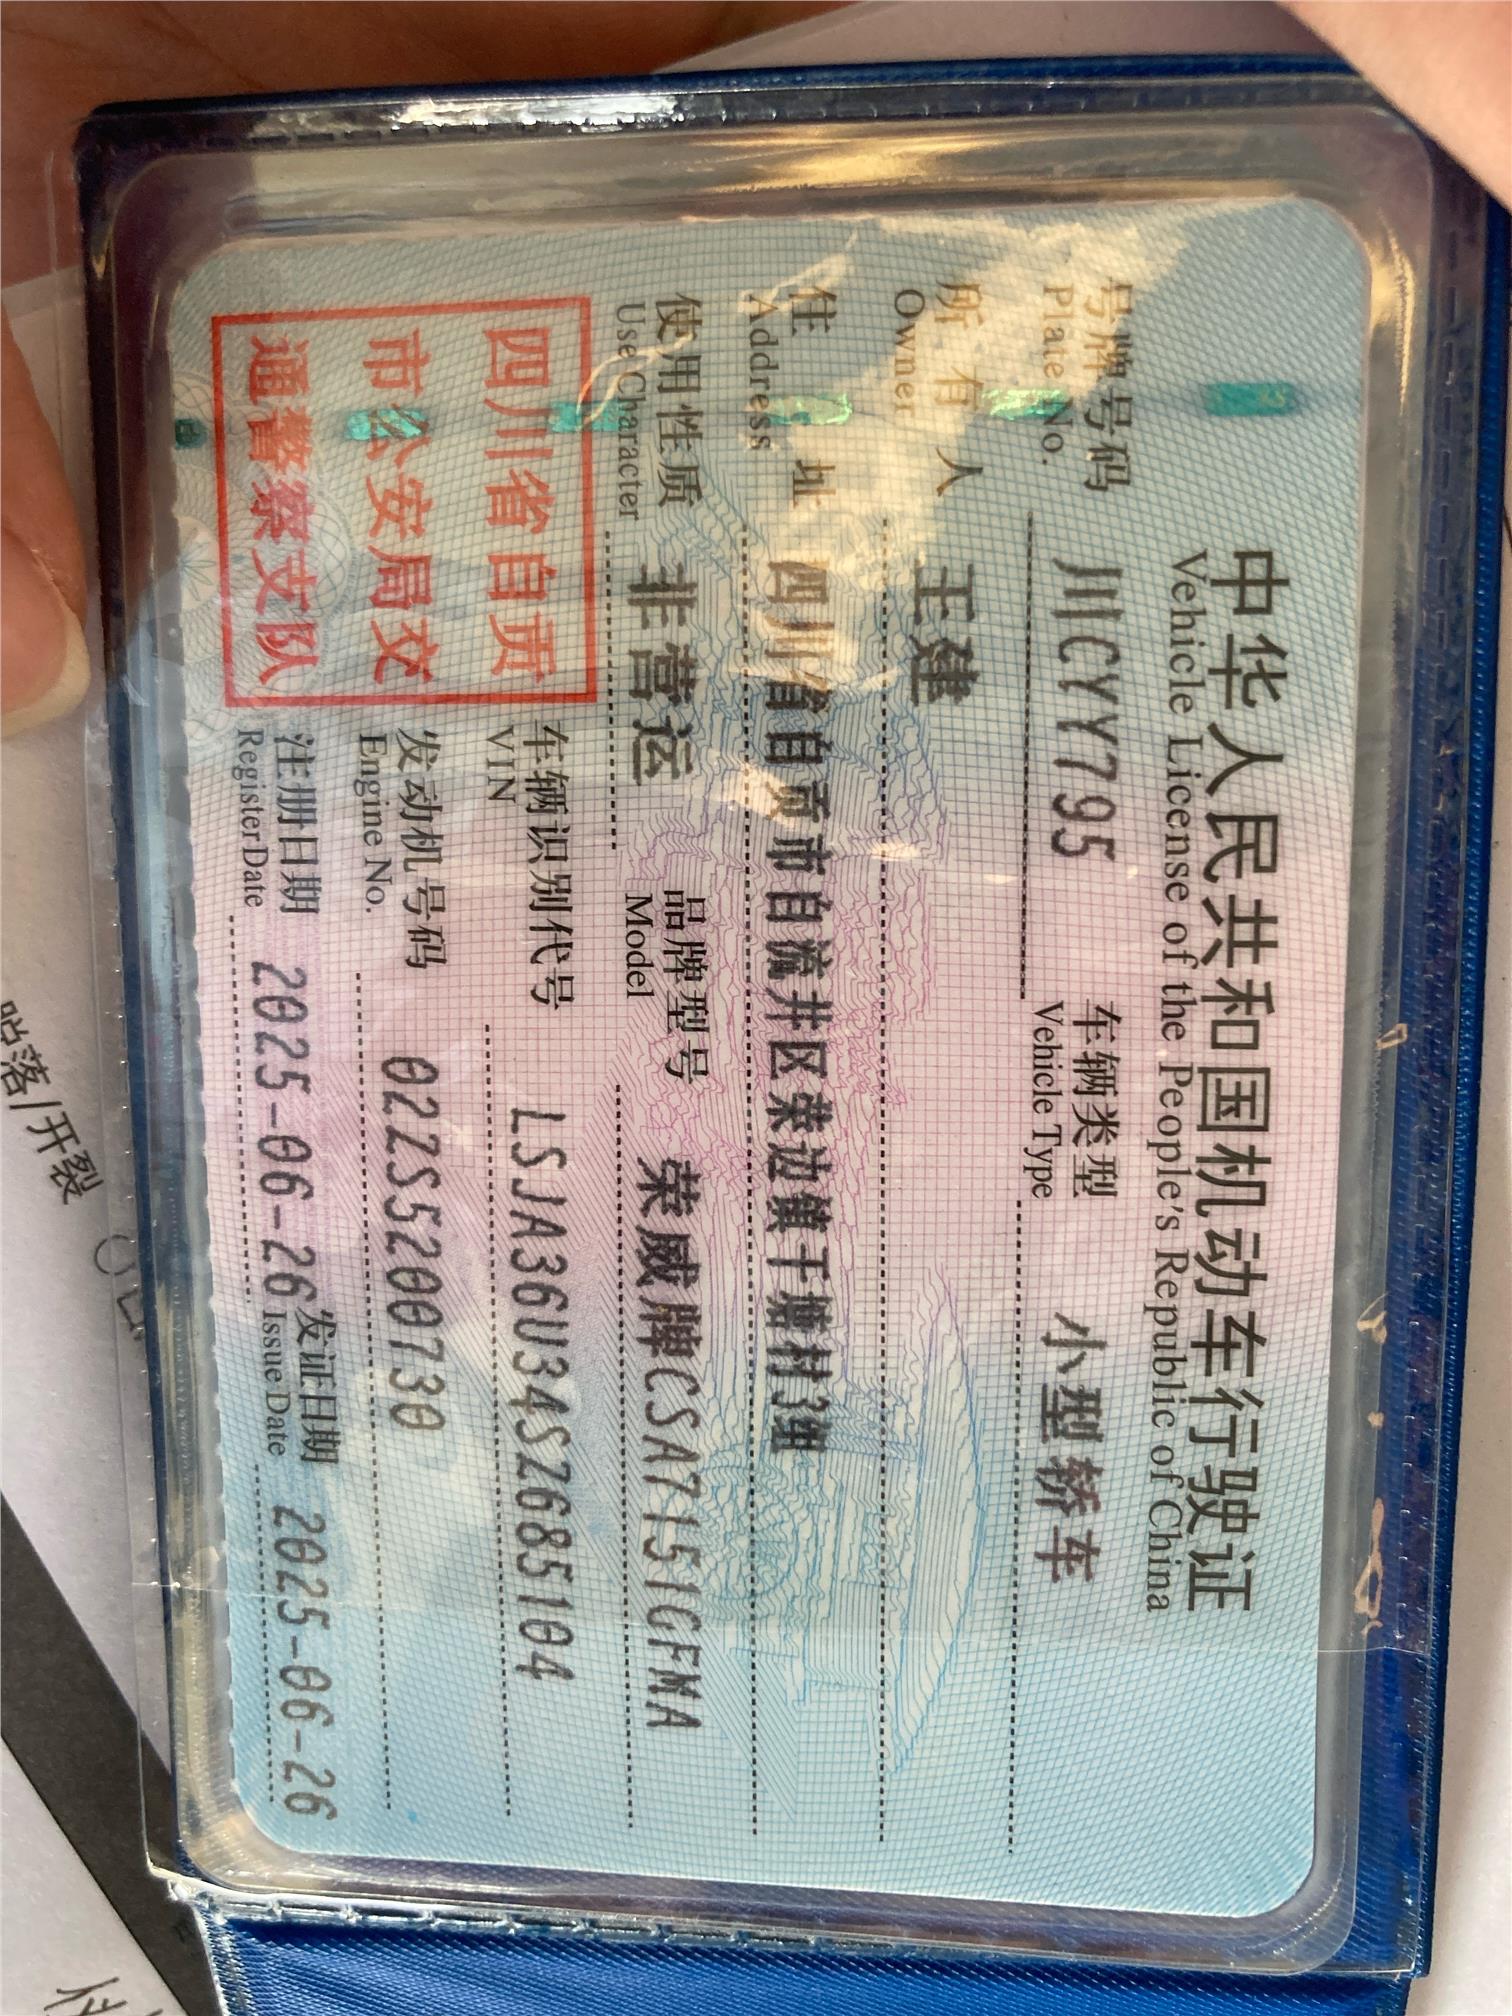 中华人民共和国机动车行驶证
Vehicle License of the People's Republic of China
号牌号码 川CYY795 车辆类型 小型轿车
Plate No. Vehicle Type
所有人 王建
Owner
住址 四川省自贡市自流井区荣边镇干塘村3组
Address
使用性质 非营运 品牌型号 荣威牌CSA7151GFMA
Use Character Model
四川省自贡
市公安局交
通警察支队
车辆识别代号 LSJA36U34SZ685104
VIN
发动机号码 02ZS5200730
Engine No.
注册日期 2025-06-26 发证日期 2025-06-26
Register Date Issue Date
脱落/开裂